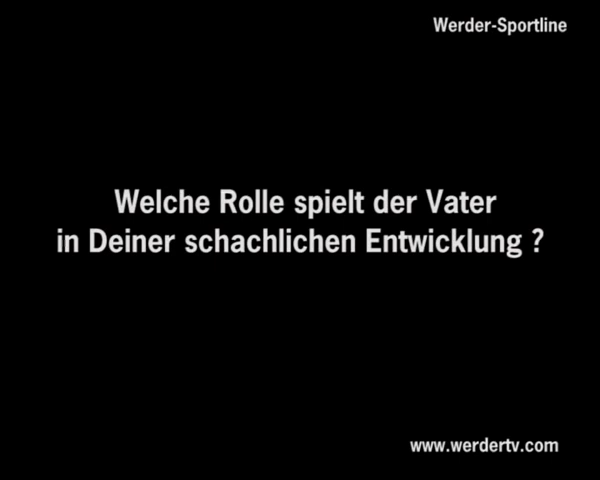 Werder-Sportline
Welche Rolle spielt der Vater
in Deiner schachlichen Entwicklung ?
www.werdertv.com